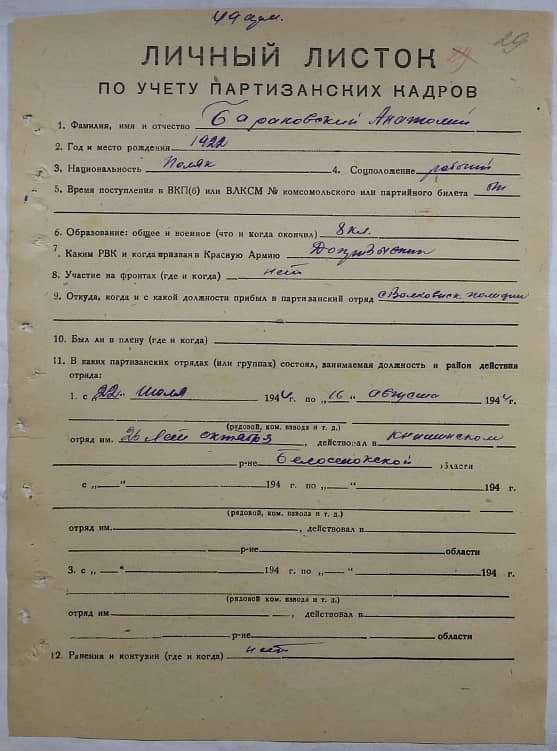 49 арм.
29
29
ЛИЧНЫЙ ЛИСТОК
ПО УЧЕТУ ПАРТИЗАНСКИХ КАДРОВ
1. Фамилия, имя и отчество Барановский Анатолий
2. Год и место рождения 1922
3. Национальность Поляк 4. Соцположение рабочий
5. Время поступления в ВКП(б) или ВЛКСМ № комсомольского или партийного билета б/п
6. Образование: общее и военное (что и когда окончил) 8 кл.
7. Каким РВК и когда призван в Красную Армию Допризывник
8. Участие на фронтах (где и когда) нет
9. Откуда, когда и с какой должности прибыл в партизанский отряд с Волковыск. полиции
10. Был ли в плену (где и когда)
11. В каких партизанских отрядах (или группах) состоял, занимаемая должность и район действия
отряда:
1. с „22“ Июля 1944 г. по „16“ августа 1944 г.
(рядовой, ком. взвода и т. д.)
отряд им. 26 лет октября, действовал в Кнышинском
р-не Белостокской области
с „ “ 194 г. по „ “ 194 г.
(рядовой, ком. взвода и т. д.)
отряд им. , действовал в
р-не области
3. с „ “ 194 г. по „ “ 194 г.
(рядовой, ком. взвода и т. д.)
отряд им , действовал в
р-не области
12. Ранения и контузии (где и когда) нет